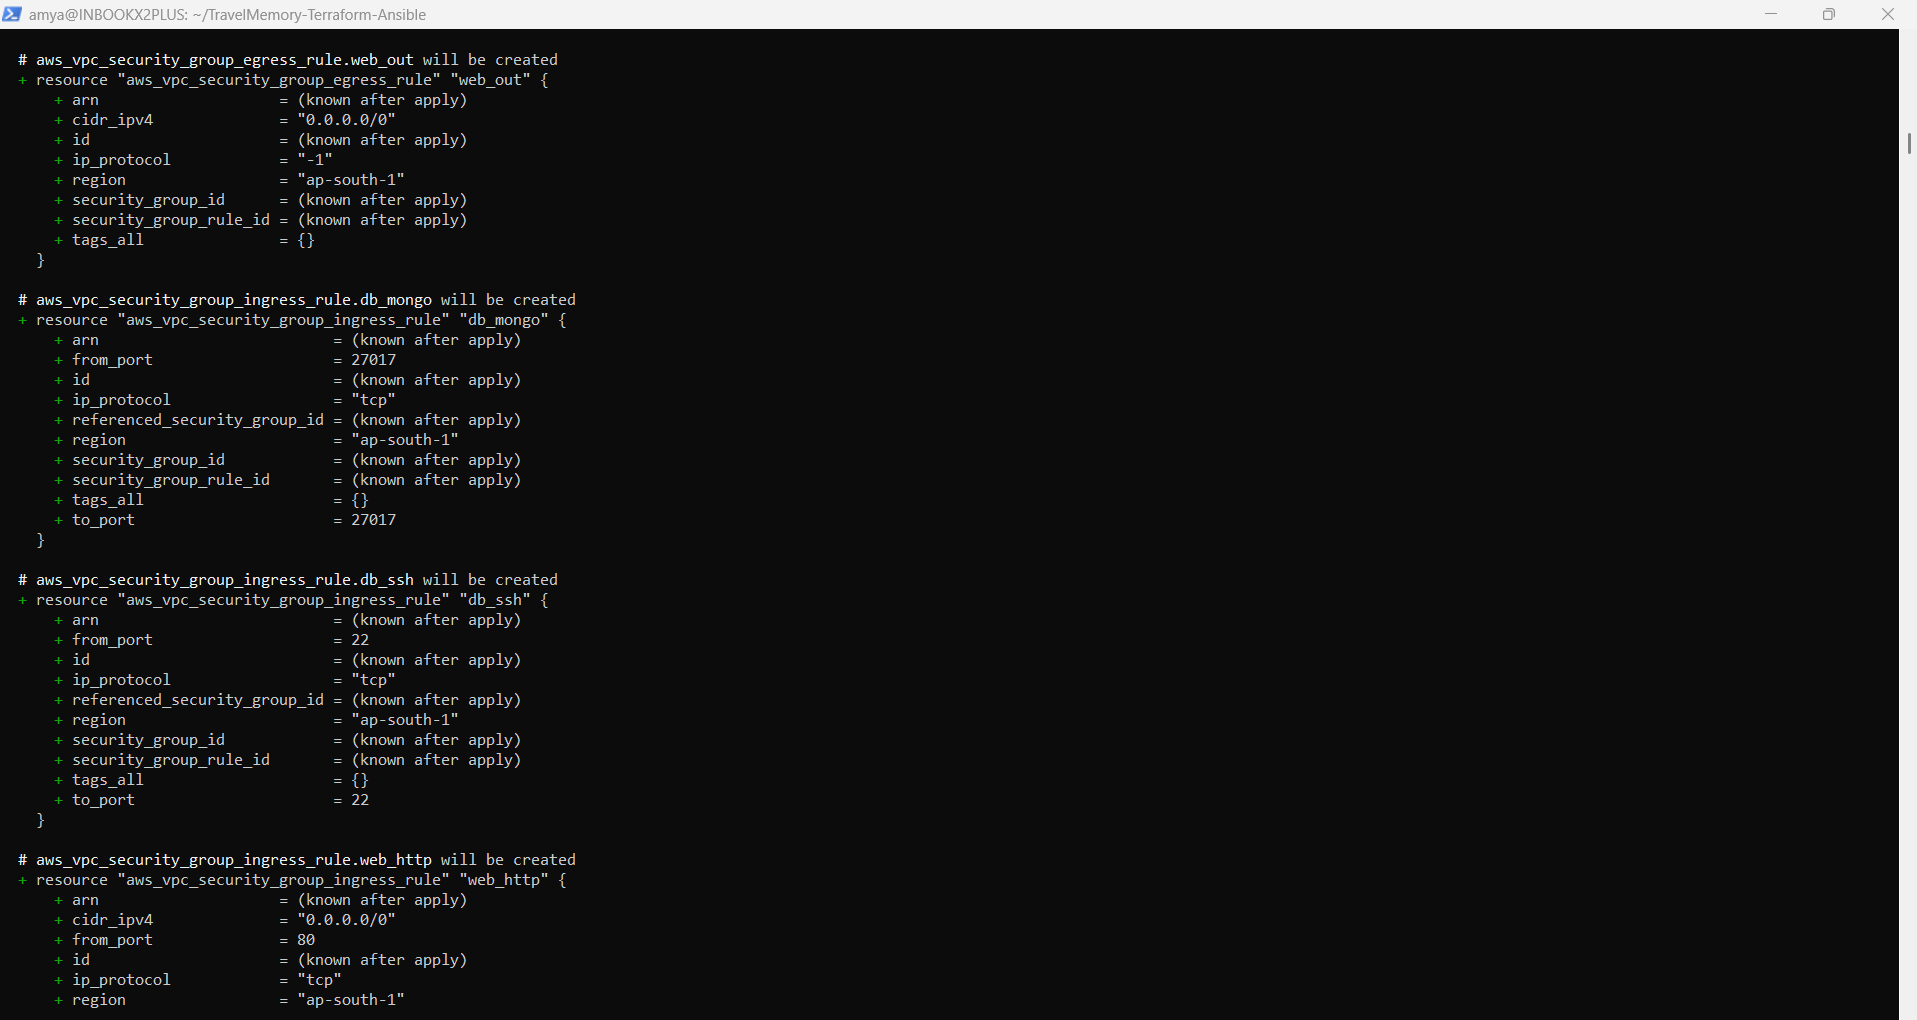 amya@INBOOKX2PLUS: ~/TravelMemory-Terraform-Ansible
# aws_vpc_security_group_egress_rule.web_out will be created
+ resource "aws_vpc_security_group_egress_rule" "web_out" {
    + arn                    = (known after apply)
    + cidr_ipv4              = "0.0.0.0/0"
    + id                     = (known after apply)
    + ip_protocol            = "-1"
    + region                 = "ap-south-1"
    + security_group_id      = (known after apply)
    + security_group_rule_id = (known after apply)
    + tags_all               = {}
  }
# aws_vpc_security_group_ingress_rule.db_mongo will be created
+ resource "aws_vpc_security_group_ingress_rule" "db_mongo" {
    + arn                          = (known after apply)
    + from_port                    = 27017
    + id                           = (known after apply)
    + ip_protocol                  = "tcp"
    + referenced_security_group_id = (known after apply)
    + region                       = "ap-south-1"
    + security_group_id            = (known after apply)
    + security_group_rule_id       = (known after apply)
    + tags_all                     = {}
    + to_port                      = 27017
  }
# aws_vpc_security_group_ingress_rule.db_ssh will be created
+ resource "aws_vpc_security_group_ingress_rule" "db_ssh" {
    + arn                          = (known after apply)
    + from_port                    = 22
    + id                           = (known after apply)
    + ip_protocol                  = "tcp"
    + referenced_security_group_id = (known after apply)
    + region                       = "ap-south-1"
    + security_group_id            = (known after apply)
    + security_group_rule_id       = (known after apply)
    + tags_all                     = {}
    + to_port                      = 22
  }
# aws_vpc_security_group_ingress_rule.web_http will be created
+ resource "aws_vpc_security_group_ingress_rule" "web_http" {
    + arn                    = (known after apply)
    + cidr_ipv4              = "0.0.0.0/0"
    + from_port              = 80
    + id                     = (known after apply)
    + ip_protocol            = "tcp"
    + region                 = "ap-south-1"